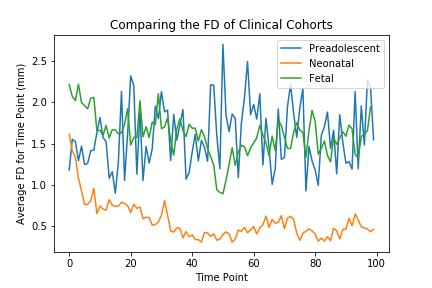 Comparing the FD of Clinical Cohorts
Preadolescent
Neonatal
Fetal
Average FD for Time Point (mm)
2.5
2.0
1.5
1.0
0.5
0
20
40
60
80
100
Time Point